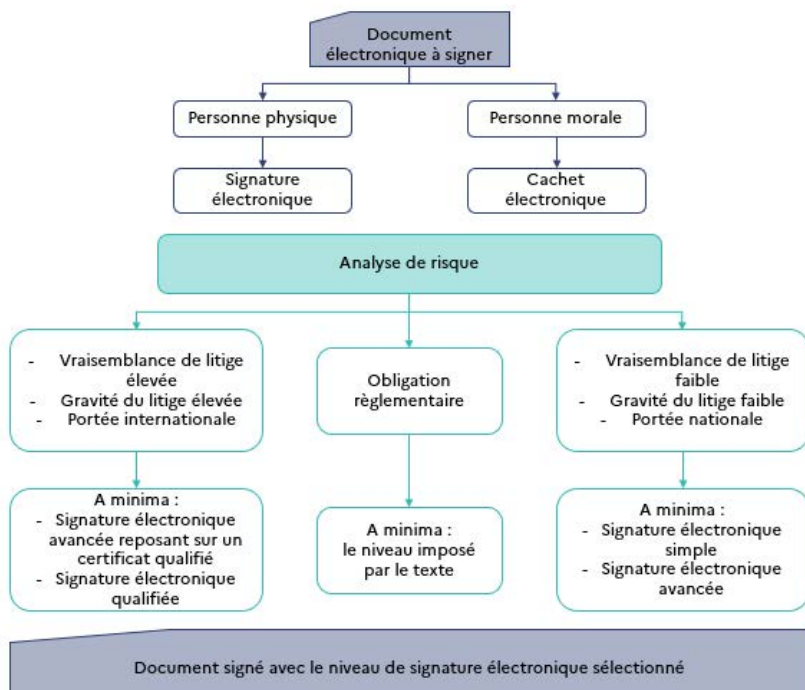 Document
électronique à signer
Personne physique
Personne morale
Signature
électronique
Cachet
électronique
Analyse de risque
- Vraisemblance de litige
élevée
- Gravité du litige élevée
- Portée internationale
Obligation
règlementaire
- Vraisemblance de litige
faible
- Gravité du litige faible
- Portée nationale
A minima :
- Signature électronique
avancée reposant sur un
certificat qualifié
- Signature électronique
qualifiée
A minima :
le niveau imposé
par le texte
A minima :
- Signature électronique
simple
- Signature électronique
avancée
Document signé avec le niveau de signature électronique sélectionné